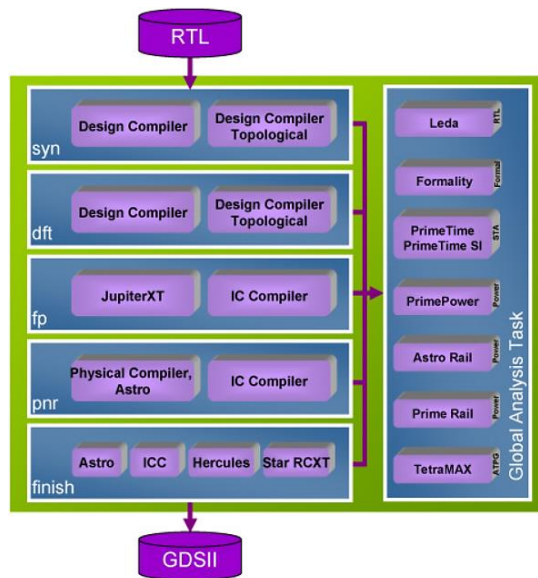 RTL
Design Compiler
Design Compiler
Topological
syn
Design Compiler
Design Compiler
Topological
dft
JupiterXT
IC Compiler
fp
Physical Compiler,
Astro
IC Compiler
pnr
Astro
ICC
Hercules
Star RCXT
finish
Leda
RTL
Formality
Formal
PrimeTime
PrimeTime SI
STA
PrimePower
Power
Astro Rail
Power
Prime Rail
Power
TetraMAX
ATPG
Global Analysis Task
GDSII